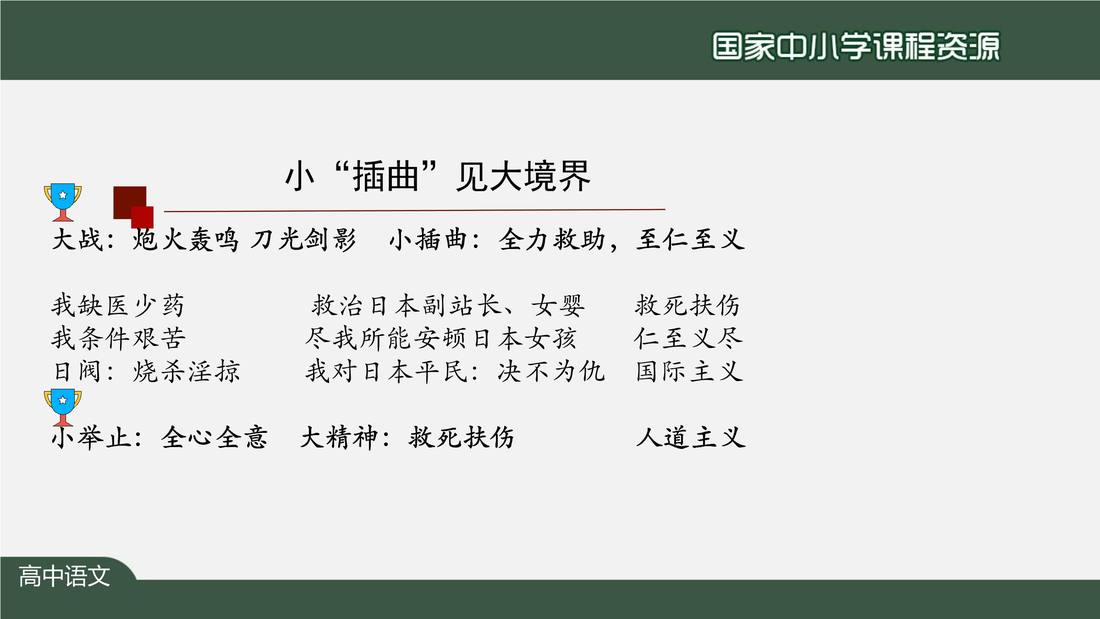 国家中小学课程资源
小“插曲”见大境界
大战：炮火轰鸣 刀光剑影 小插曲：全力救助，至仁至义
我缺医少药 救治日本副站长、女婴 救死扶伤
我条件艰苦 尽我所能安顿日本女孩 仁至义尽
日阀：烧杀淫掠 我对日本平民：决不为仇 国际主义
小举止：全心全意 大精神：救死扶伤 人道主义
高中语文